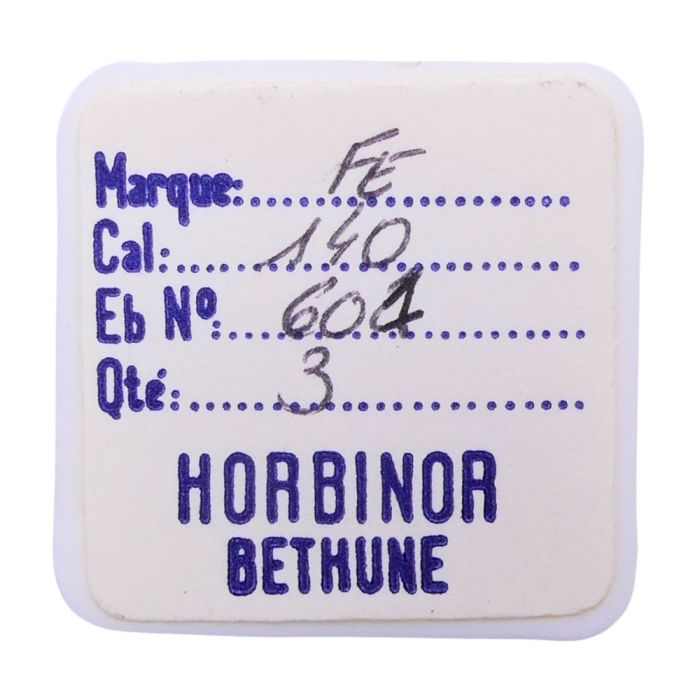 Marque: FE
Cal: 140
Eb Nº: 601
Qté: 3
HORBINOR
BETHUNE